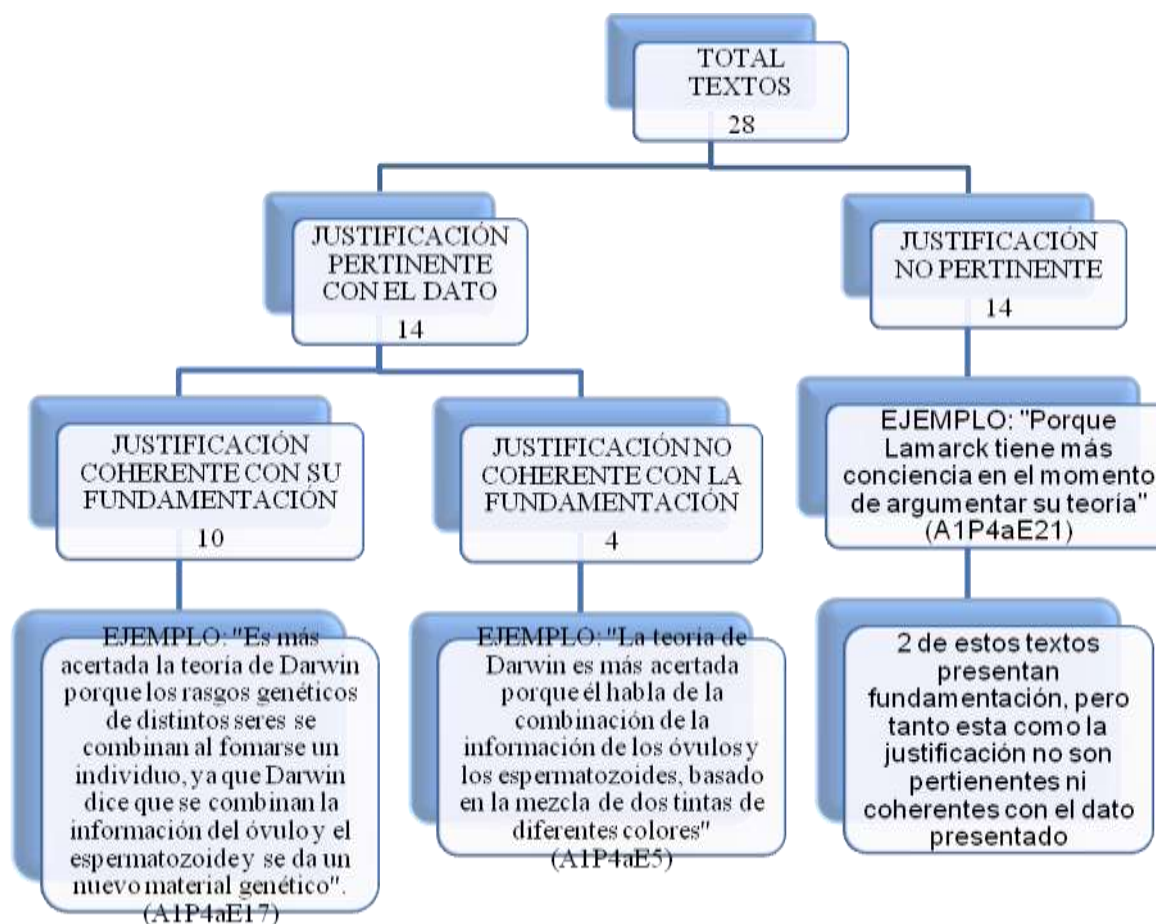 TOTAL
TEXTOS
28
JUSTIFICACIÓN
PERTINENTE
CON EL DATO
14
JUSTIFICACIÓN
NO PERTINENTE
14
JUSTIFICACIÓN
COHERENTE CON SU
FUNDAMENTACIÓN
10
JUSTIFICACIÓN NO
COHERENTE CON LA
FUNDAMENTACIÓN
4
EJEMPLO: "Porque
Lamarck tiene más
conciencia en el momento
de argumentar su teoría"
(A1P4aE21)
EJEMPLO: "Es más
acertada la teoría de Darwin
porque los rasgos genéticos
de distintos seres se
combinan al fomarse un
individuo, ya que Darwin
dice que se combinan la
información del óvulo y el
espermatozoide y se da un
nuevo material genético".
(A1P4aE17)
EJEMPLO: "La teoría de
Darwin es más acertada
porque él habla de la
combinación de la
información de los óvulos y
los espermatozoides, basado
en la mezcla de dos tintas de
diferentes colores"
(A1P4aE5)
2 de estos textos
presentan
fundamentación, pero
tanto esta como la
justificación no son
pertienentes ni
coherentes con el dato
presentado